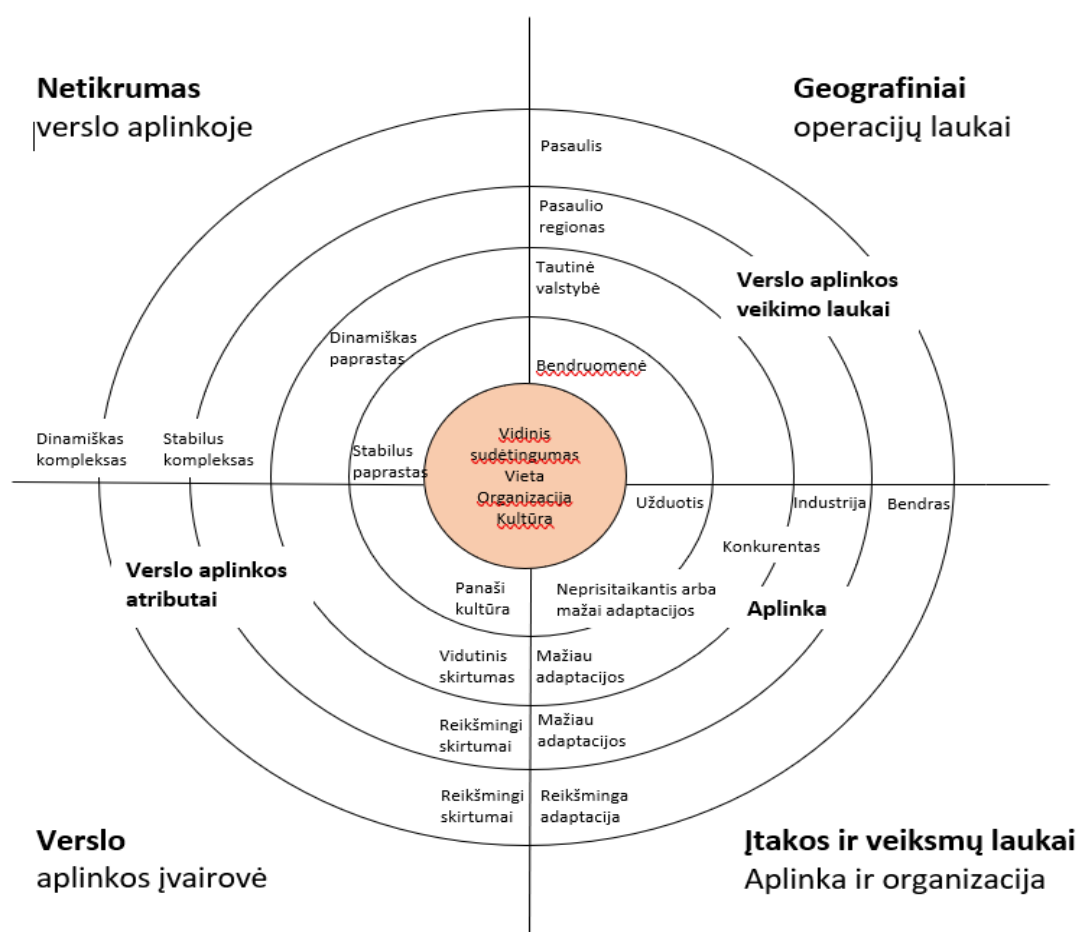 Netikrumas
verslo aplinkoje
Geografiniai
operacijų laukai
Pasaulis
Pasaulio
regionas
Tautinė
valstybė
Verslo aplinkos
veikimo laukai
Dinamiškas
paprastas
Bendruomenė
Dinamiškas
kompleksas
Stabilus
kompleksas
Stabilus
paprastas
Vidinis
sudėtingumas
Vieta
Organizacija
Kultūra
Užduotis
Industrija
Bendras
Konkurentas
Verslo aplinkos
atributai
Panaši
kultūra
Neprisitaikantis arba
mažai adaptacijos
Aplinka
Vidutinis
skirtumas
Mažiau
adaptacijos
Reikšmingi
skirtumai
Mažiau
adaptacijos
Reikšmingi
skirtumai
Reikšminga
adaptacija
Verslo
aplinkos įvairovė
Įtakos ir veiksmų laukai
Aplinka ir organizacija